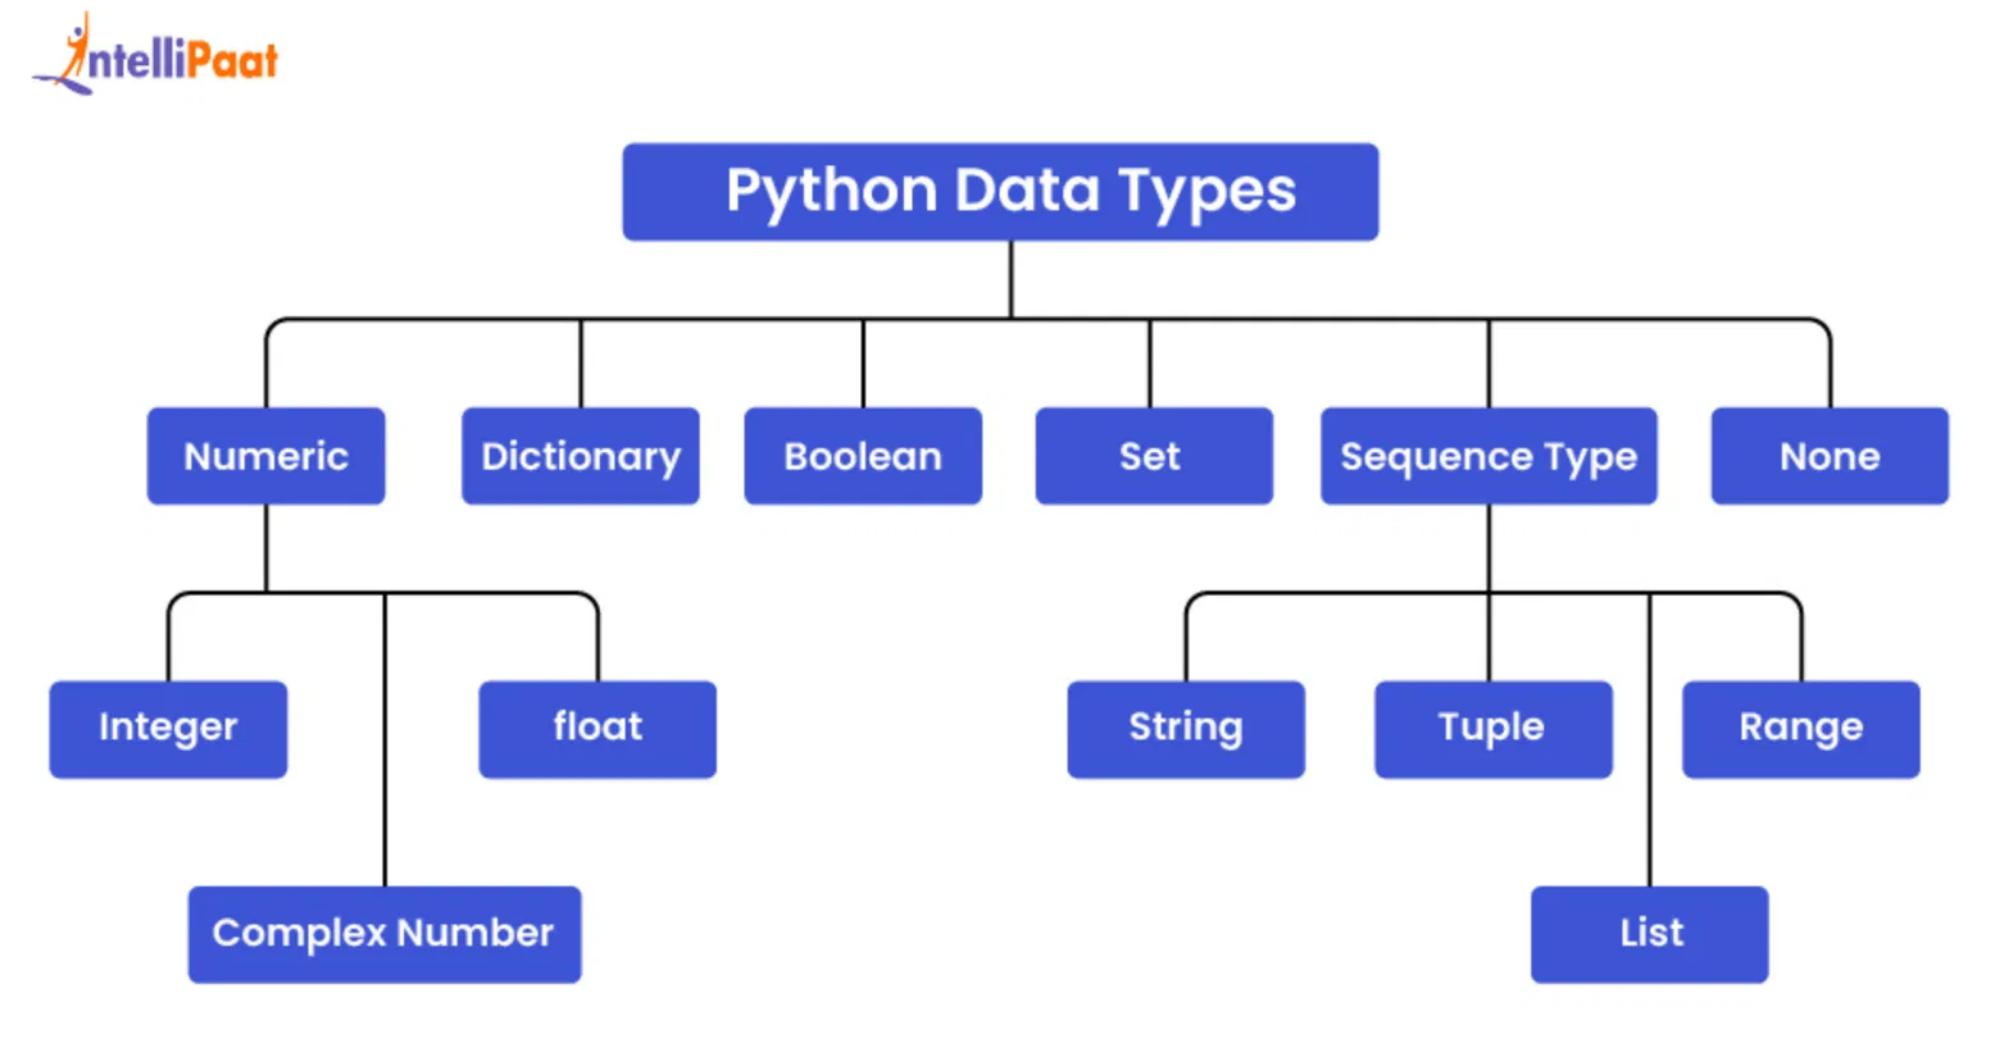 IntelliPaat
Python Data Types
Numeric
Dictionary
Boolean
Set
Sequence Type
None
Integer
float
String
Tuple
Range
Complex Number
List